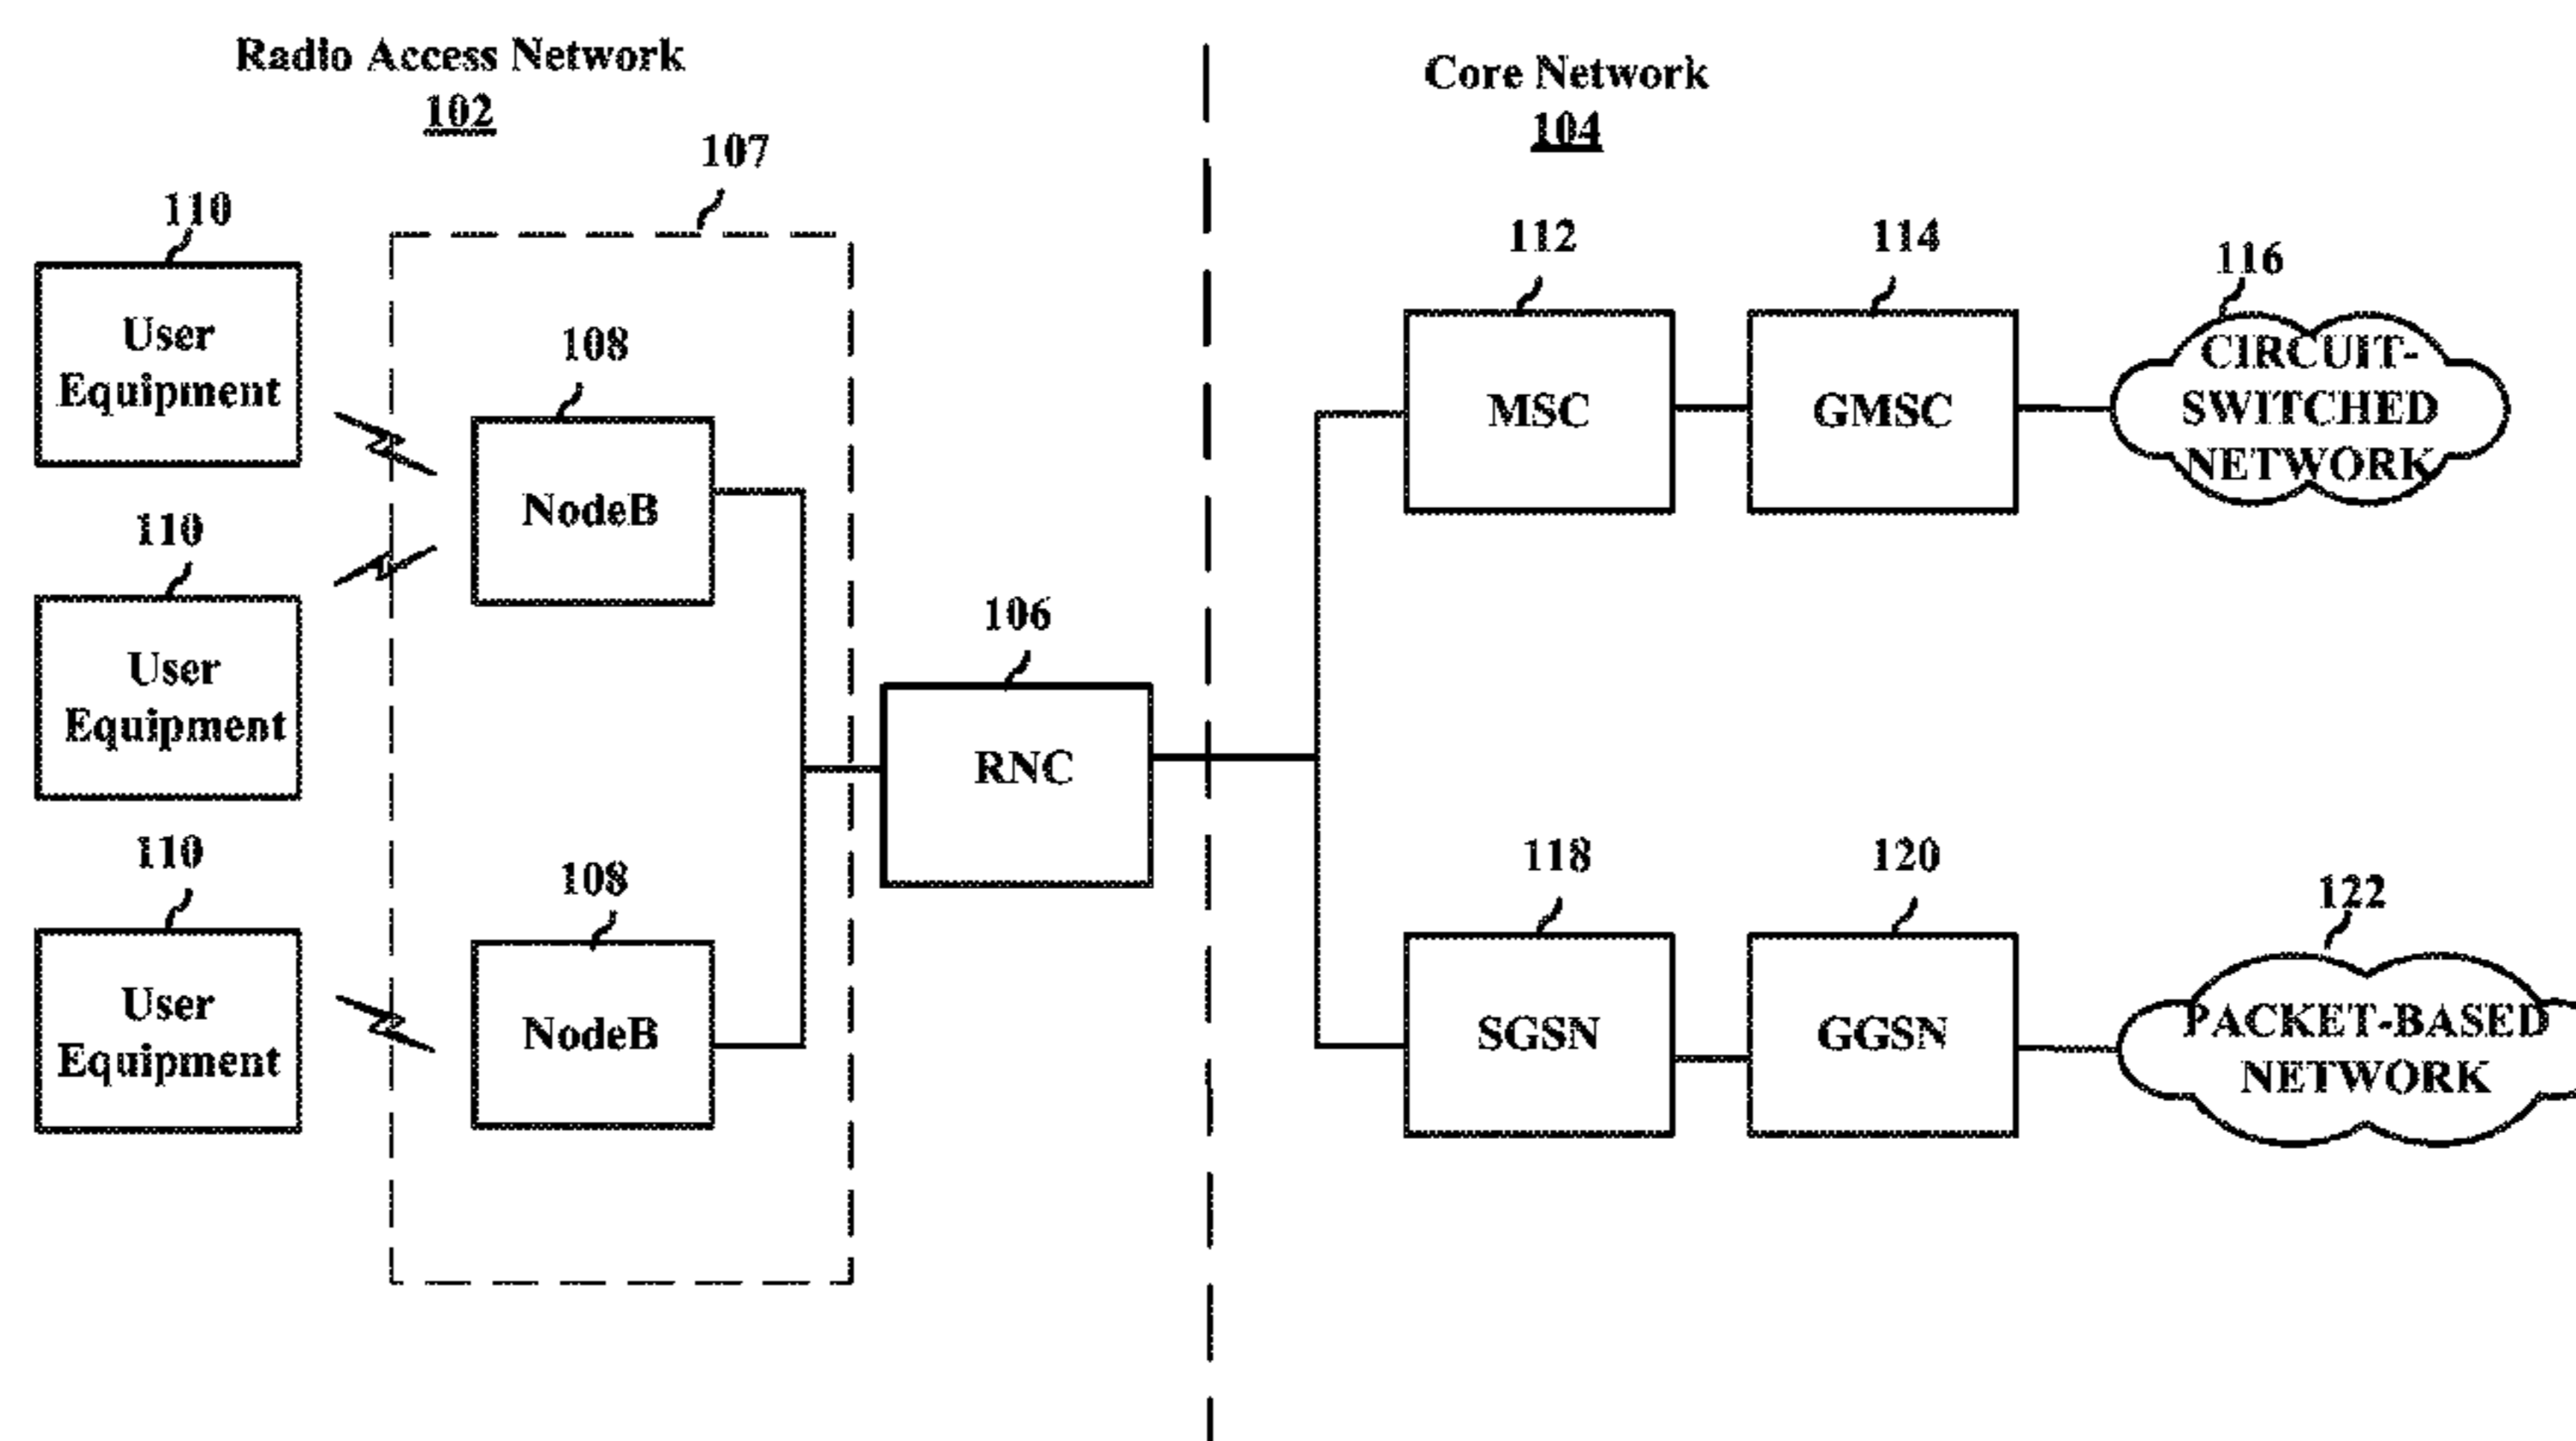 Radio Access Network
102
Core Network
104
107
110
User
Equipment
108
NodeB
110
User
Equipment
106
RNC
110
User
Equipment
108
NodeB
112
MSC
114
GMSC
116
CIRCUIT-
SWITCHED
NETWORK
118
SGSN
120
GGSN
122
PACKET-BASED
NETWORK